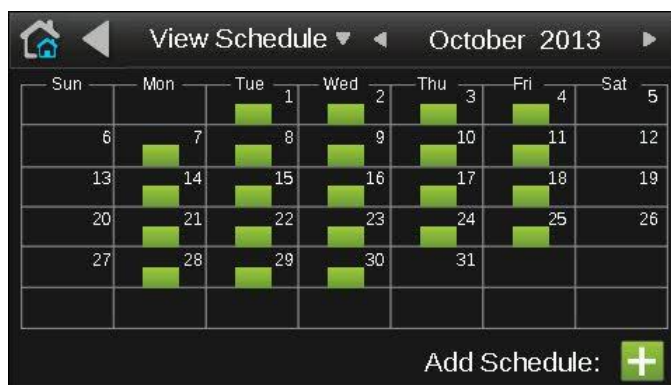 View Schedule October 2013
Sun Mon Tue Wed Thu Fri Sat
1 2 3 4 5
6 7 8 9 10 11 12
13 14 15 16 17 18 19
20 21 22 23 24 25 26
27 28 29 30 31
Add Schedule: +